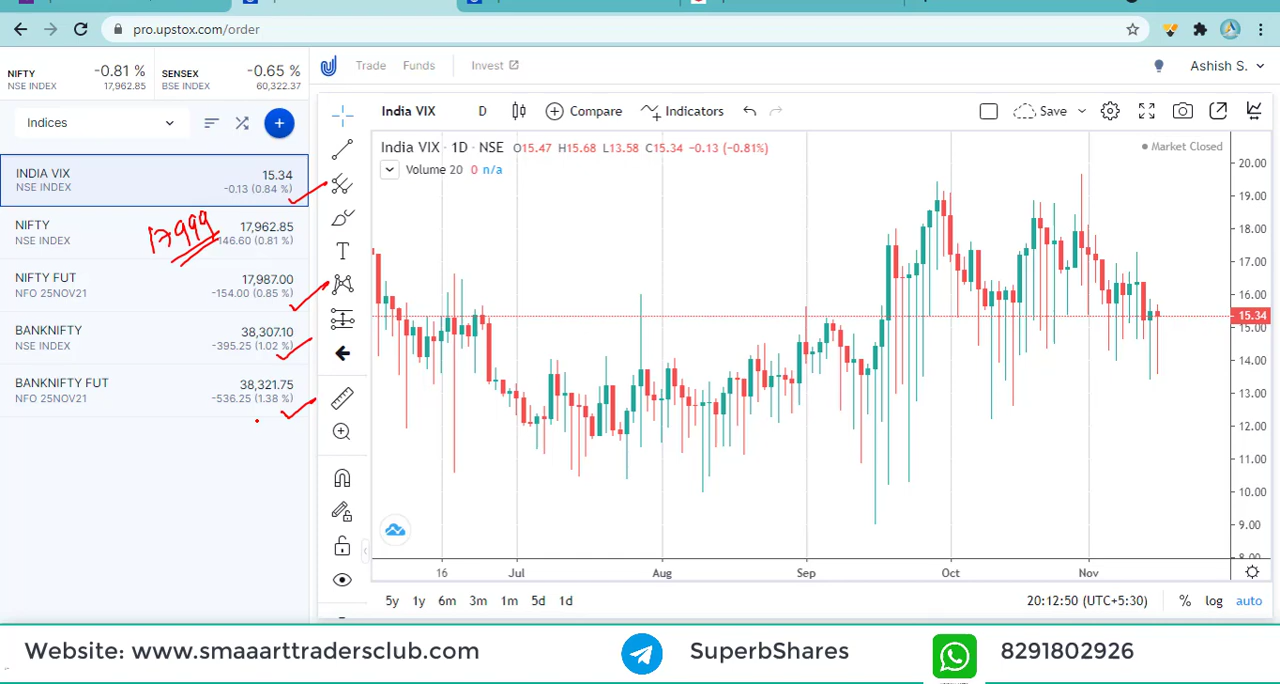 pro.upstox.com/order
NIFTY
NSE INDEX
-0.81 %
17,962.85
SENSEX
BSE INDEX
-0.65 %
60,322.37
Trade Funds Invest
Ashish S.
Indices
India VIX D Compare Indicators Save
INDIA VIX 15.34
NSE INDEX -0.13 (0.84 %)
17999
NIFTY 17,962.85
NSE INDEX 146.60 (0.81 %)
NIFTY FUT 17,987.00
NFO 25NOV21 -154.00 (0.85 %)
BANKNIFTY 38,307.10
NSE INDEX -395.25 (1.02 %)
BANKNIFTY FUT 38,321.75
NFO 25NOV21 -536.25 (1.38 %)
India VIX · 1D · NSE O15.47 H15.68 L13.58 C15.34 -0.13 (-0.81%)
Market Closed
Volume 20 0 n/a
20.00
19.00
18.00
17.00
16.00
15.34
15.00
14.00
13.00
12.00
11.00
10.00
9.00
8.00
16 Jul Aug Sep Oct Nov
5y 1y 6m 3m 1m 5d 1d
20:12:50 (UTC+5:30) % log auto
Website: www.smaaarttradersclub.com
SuperbShares
8291802926